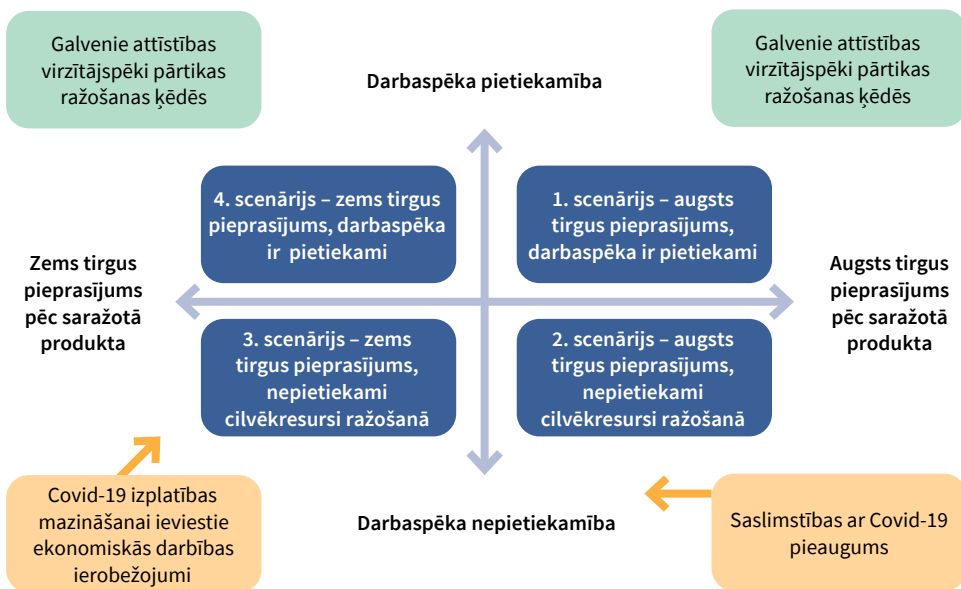 Galvenie attīstības
virzītājspēki pārtikas
ražošanas ķēdēs
Darbaspēka pietiekamība
Galvenie attīstības
virzītājspēki pārtikas
ražošanas ķēdēs
4. scenārijs – zems tirgus
pieprasījums, darbaspēka
ir pietiekami
1. scenārijs – augsts
tirgus pieprasījums,
darbaspēka ir pietiekami
Zems tirgus
pieprasījums
pēc saražotā
produkta
Augsts tirgus
pieprasījums
pēc saražotā
produkta
3. scenārijs – zems
tirgus pieprasījums,
nepietiekami
cilvēkresursi ražošanā
2. scenārijs – augsts
tirgus pieprasījums,
nepietiekami
cilvēkresursi ražošanā
Covid-19 izplatības
mazināšanai ieviestie
ekonomiskās darbības
ierobežojumi
Darbaspēka nepietiekamība
Saslimstības ar Covid-19
pieaugums